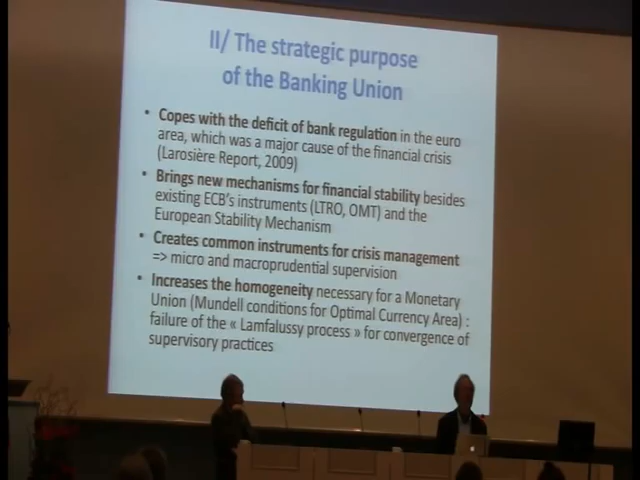 II/ The strategic purpose
of the Banking Union
• Copes with the deficit of bank regulation in the euro
area, which was a major cause of the financial crisis
(Larosière Report, 2009)
• Brings new mechanisms for financial stability besides
existing ECB's instruments (LTRO, OMT) and the
European Stability Mechanism
• Creates common instruments for crisis management
=> micro and macroprudential supervision
• Increases the homogeneity necessary for a Monetary
Union (Mundell conditions for Optimal Currency Area) :
failure of the « Lamfalussy process » for convergence of
supervisory practices